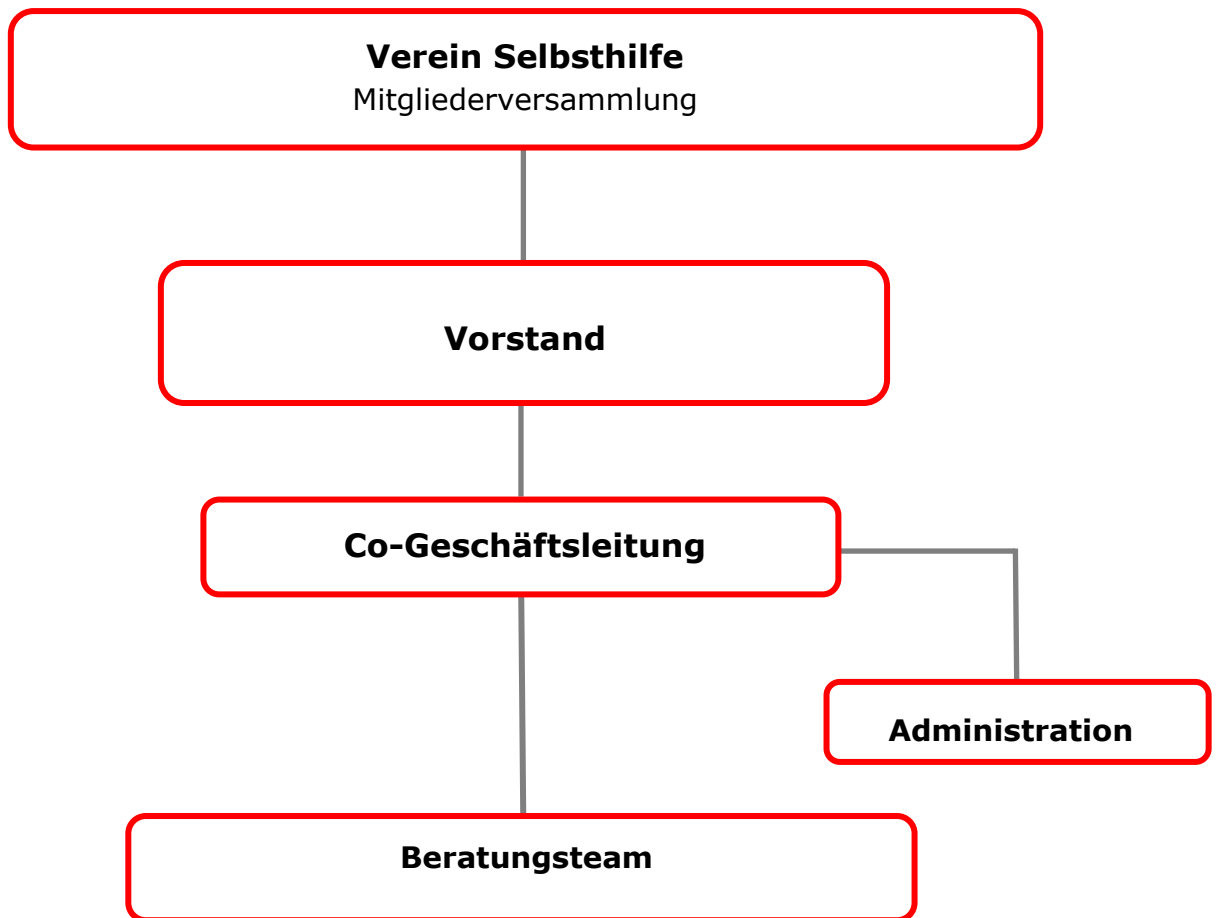 Verein Selbsthilfe
Mitgliederversammlung
Vorstand
Co-Geschäftsleitung
Administration
Beratungsteam